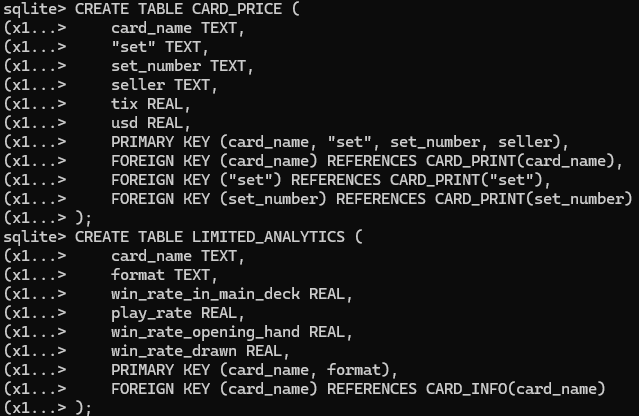 sqlite> CREATE TABLE CARD_PRICE (
(x1...>     card_name TEXT,
(x1...>     "set" TEXT,
(x1...>     set_number TEXT,
(x1...>     seller TEXT,
(x1...>     tix REAL,
(x1...>     usd REAL,
(x1...>     PRIMARY KEY (card_name, "set", set_number, seller),
(x1...>     FOREIGN KEY (card_name) REFERENCES CARD_PRINT(card_name),
(x1...>     FOREIGN KEY ("set") REFERENCES CARD_PRINT("set"),
(x1...>     FOREIGN KEY (set_number) REFERENCES CARD_PRINT(set_number)
(x1...> );
sqlite> CREATE TABLE LIMITED_ANALYTICS (
(x1...>     card_name TEXT,
(x1...>     format TEXT,
(x1...>     win_rate_in_main_deck REAL,
(x1...>     play_rate REAL,
(x1...>     win_rate_opening_hand REAL,
(x1...>     win_rate_drawn REAL,
(x1...>     PRIMARY KEY (card_name, format),
(x1...>     FOREIGN KEY (card_name) REFERENCES CARD_INFO(card_name)
(x1...> );